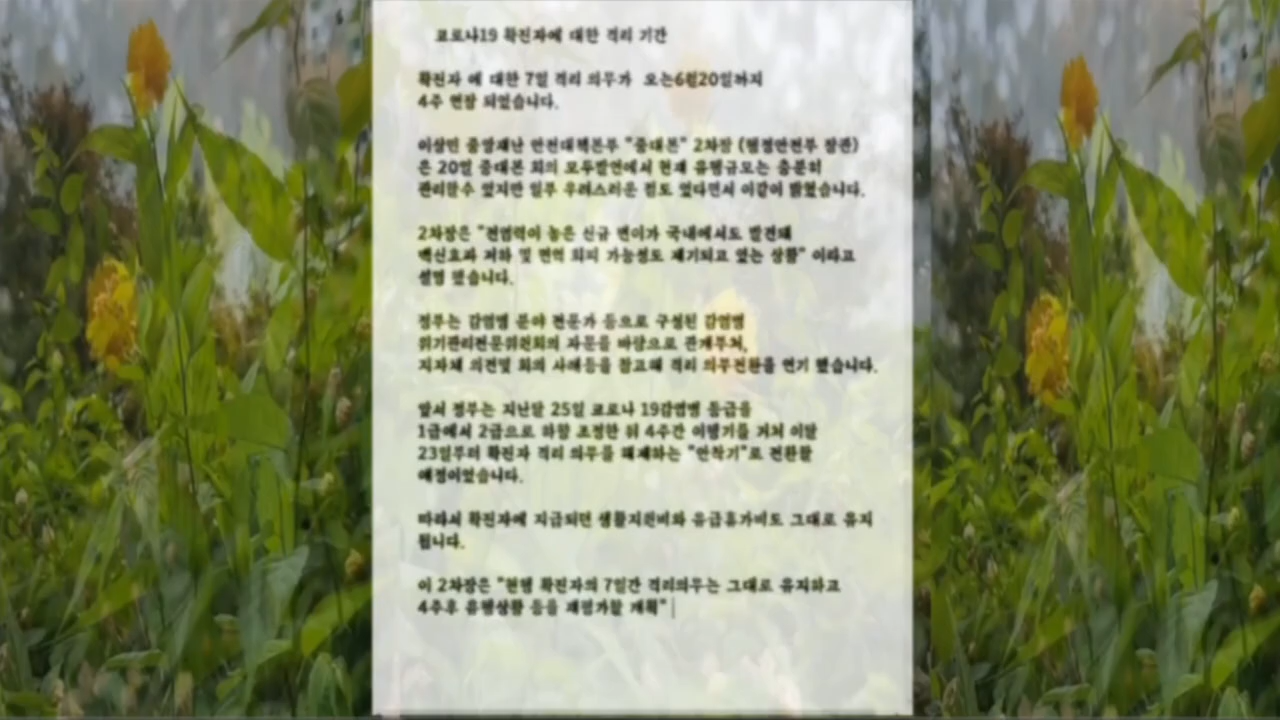 코로나19 확진자에 대한 격리 기간
확진자 에 대한 7일 격리 의무가 오는6월20일까지
4주 연장 되었습니다.
이상민 중앙재난 안전대책본부 "중대본" 2차장 (행정안전부 장관)
은 20일 중대본 회의 모두발언에서 현재 유행규모는 충분히
관리할수 있지만 일부 우려스러운 점도 있다면서 이같이 밝혔습니다.
2차장은 "전염력이 높은 신규 변이가 국내에서도 발견돼
백신효과 저하 및 면역 회피 가능성도 제기되고 있는 상황" 이라고
설명 했습니다.
정부는 감염병 분야 전문가 등으로 구성된 감염병
위기관리전문위원회의 자문을 바탕으로 관계부처,
지자체 의견및 회의 사례등을 참고해 격리 의무전환을 연기 했습니다.
앞서 정부는 지난달 25일 코로나 19감염병 등급을
1급에서 2급으로 하향 조정한 뒤 4주간 이행기를 거쳐 이달
23일부터 확진자 격리 의무를 해제하는 "안착기"로 전환할
예정이었습니다.
따라서 확진자에 지급되던 생활지원비와 유급휴가비도 그대로 유지
됩니다.
이 2차장은 "현행 확진자의 7일간 격리의무는 그대로 유지하고
4주후 유행상황 등을 재평가할 계획"